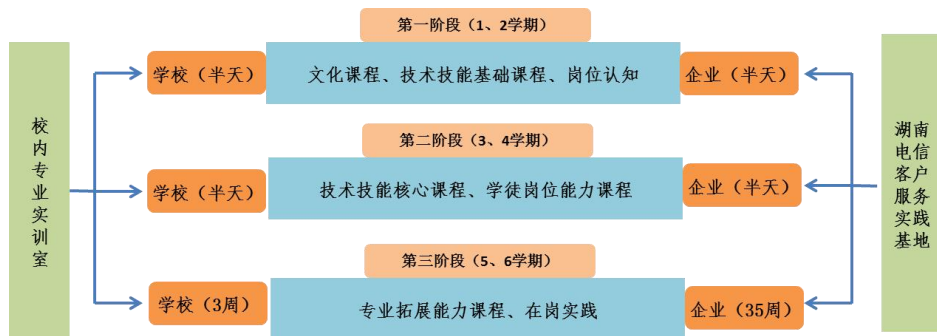 第一阶段（1、2学期）
学校（半天）
文化课程、技术技能基础课程、岗位认知
企业（半天）
校内专业实训室
第二阶段（3、4学期）
学校（半天）
技术技能核心课程、学徒岗位能力课程
企业（半天）
湖南
电信
客户
服务
实践
基地
第三阶段（5、6学期）
学校（3周）
专业拓展能力课程、在岗实践
企业（35周）